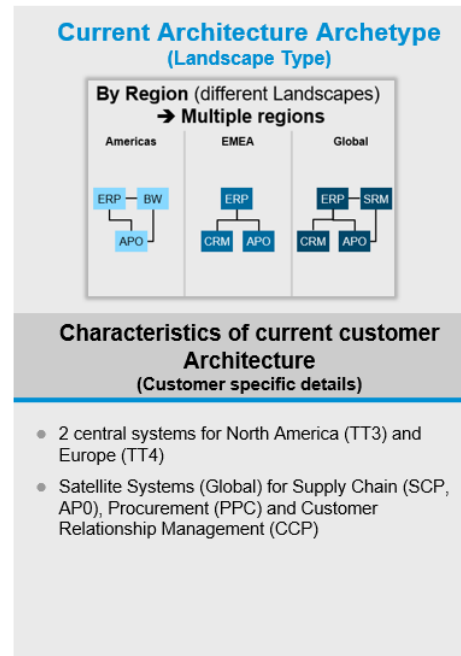 Current Architecture Archetype
(Landscape Type)
By Region (different Landscapes)
➔ Multiple regions
Americas EMEA Global
ERP BW ERP ERP SRM
APO CRM APO CRM APO
Characteristics of current customer
Architecture
(Customer specific details)
● 2 central systems for North America (TT3) and
Europe (TT4)
● Satellite Systems (Global) for Supply Chain (SCP,
AP0), Procurement (PPC) and Customer
Relationship Management (CCP)